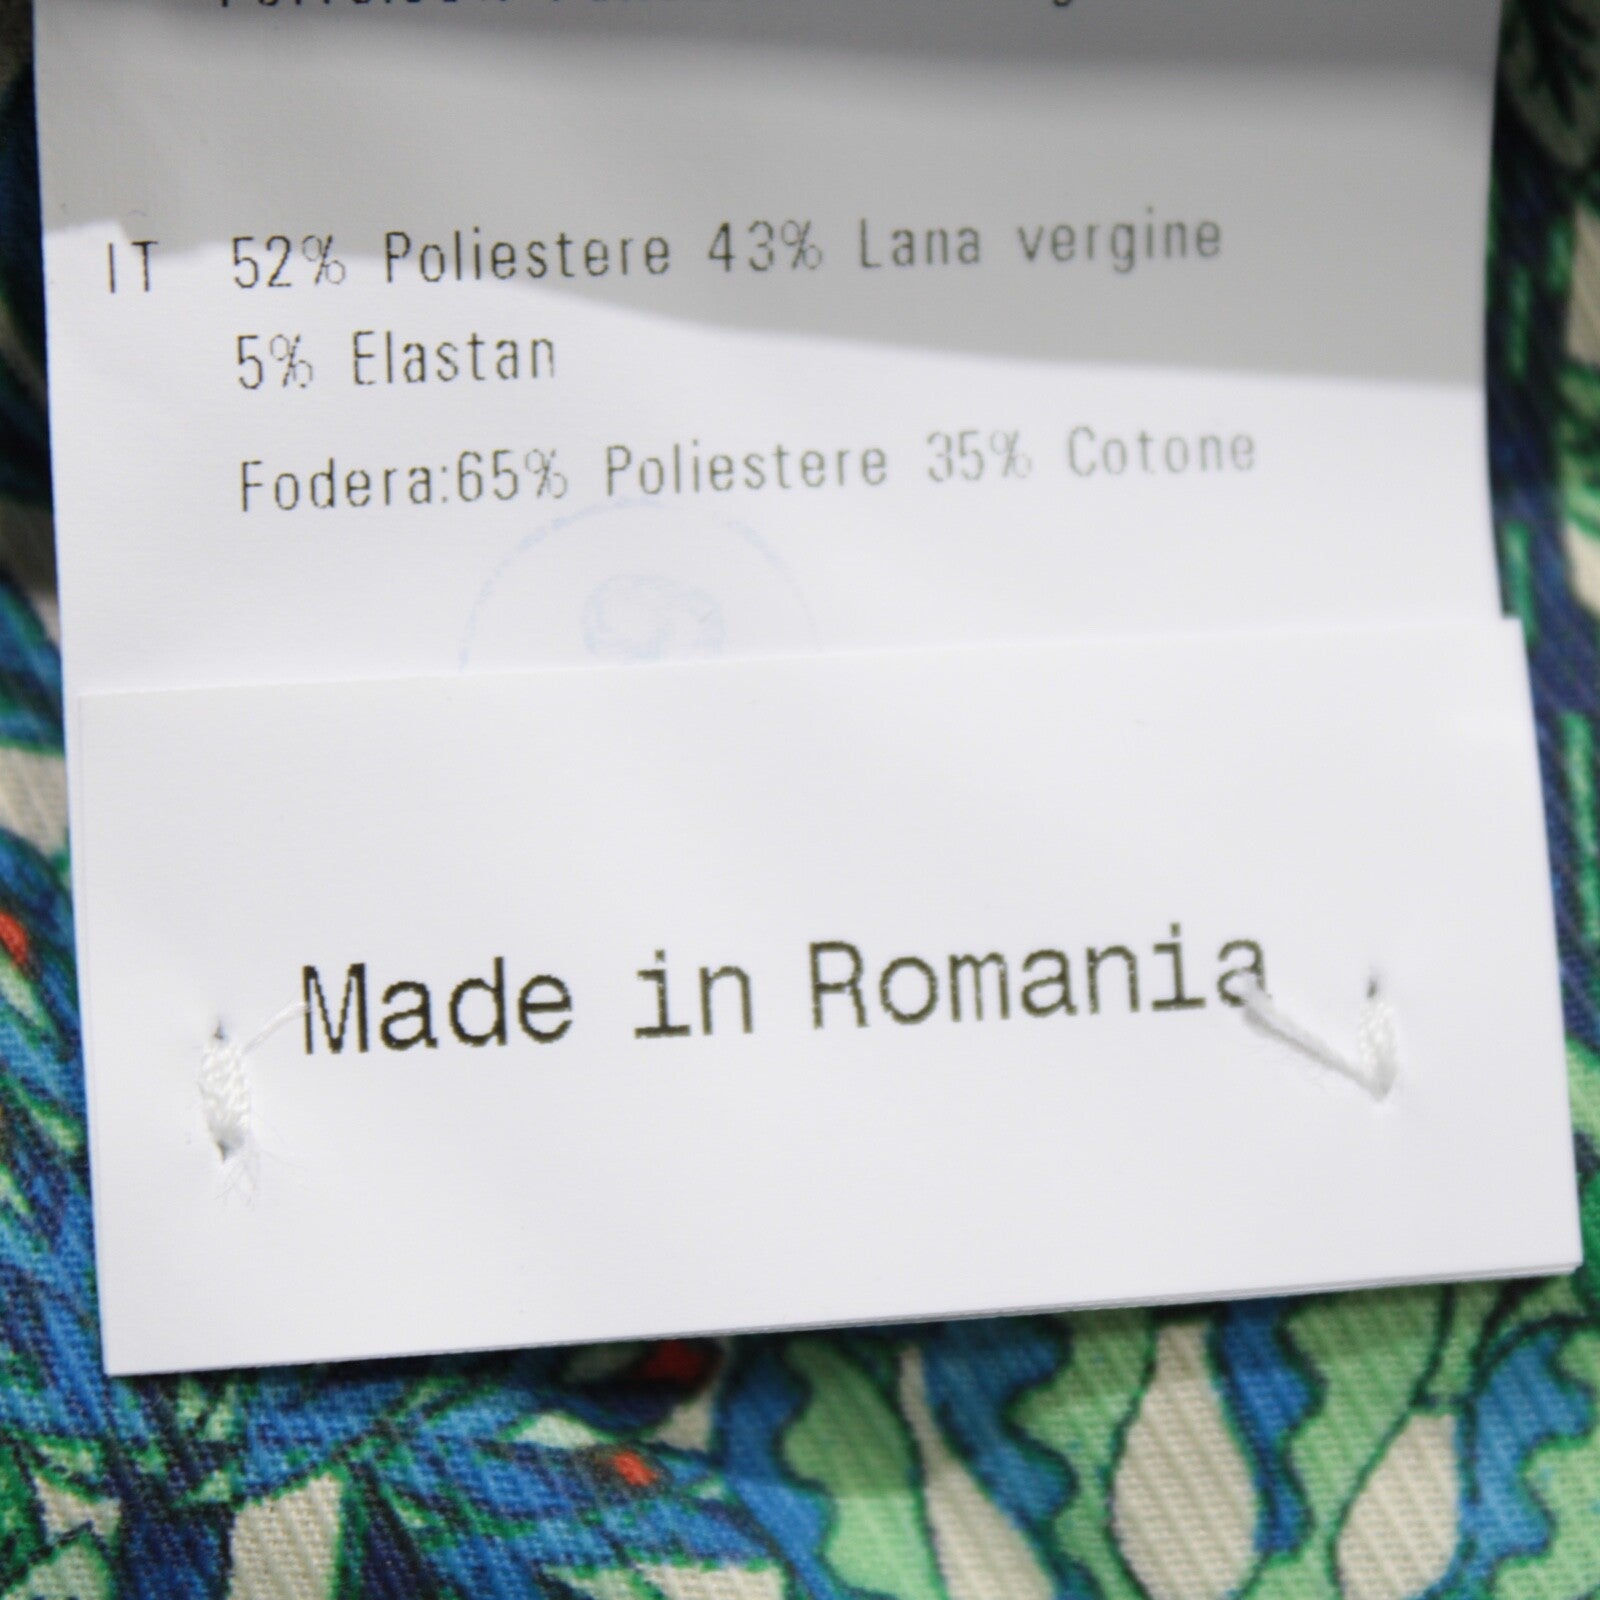 IT 52% Poliestere 43% Lana vergine
5% Elastan
Fodera:65% Poliestere 35% Cotone
Made in Romania